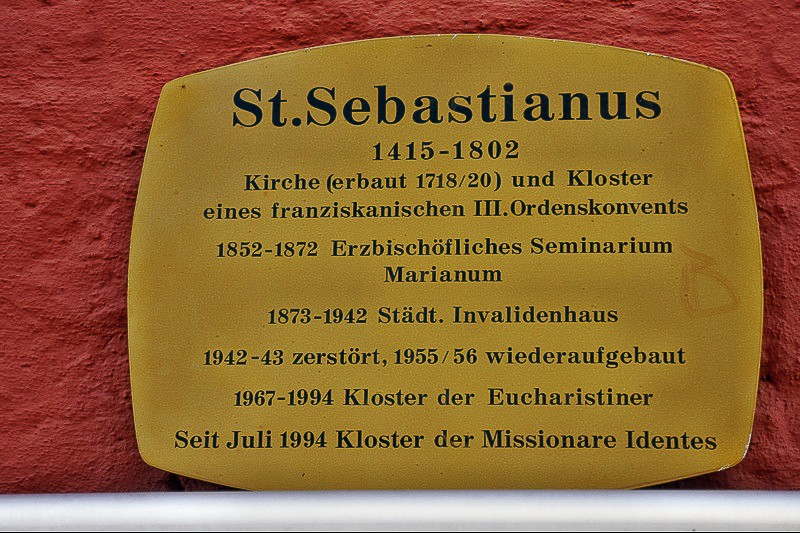 St.Sebastianus
1415-1802
Kirche (erbaut 1718/20) und Kloster
eines franziskanischen III.Ordenskonvents
1852-1872 Erzbischöfliches Seminarium
Marianum
1873-1942 Städt. Invalidenhaus
1942-43 zerstört, 1955/56 wiederaufgebaut
1967-1994 Kloster der Eucharistiner
Seit Juli 1994 Kloster der Missionare Identes